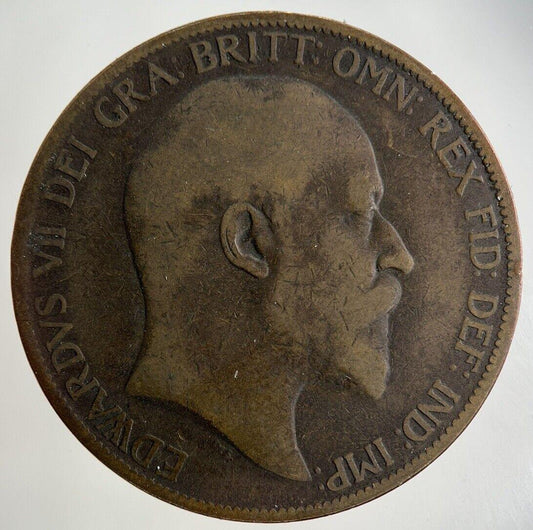 EDWARDVS VII DEI GRA: BRITT: OMN: REX FID: DEF: IND: IMP: